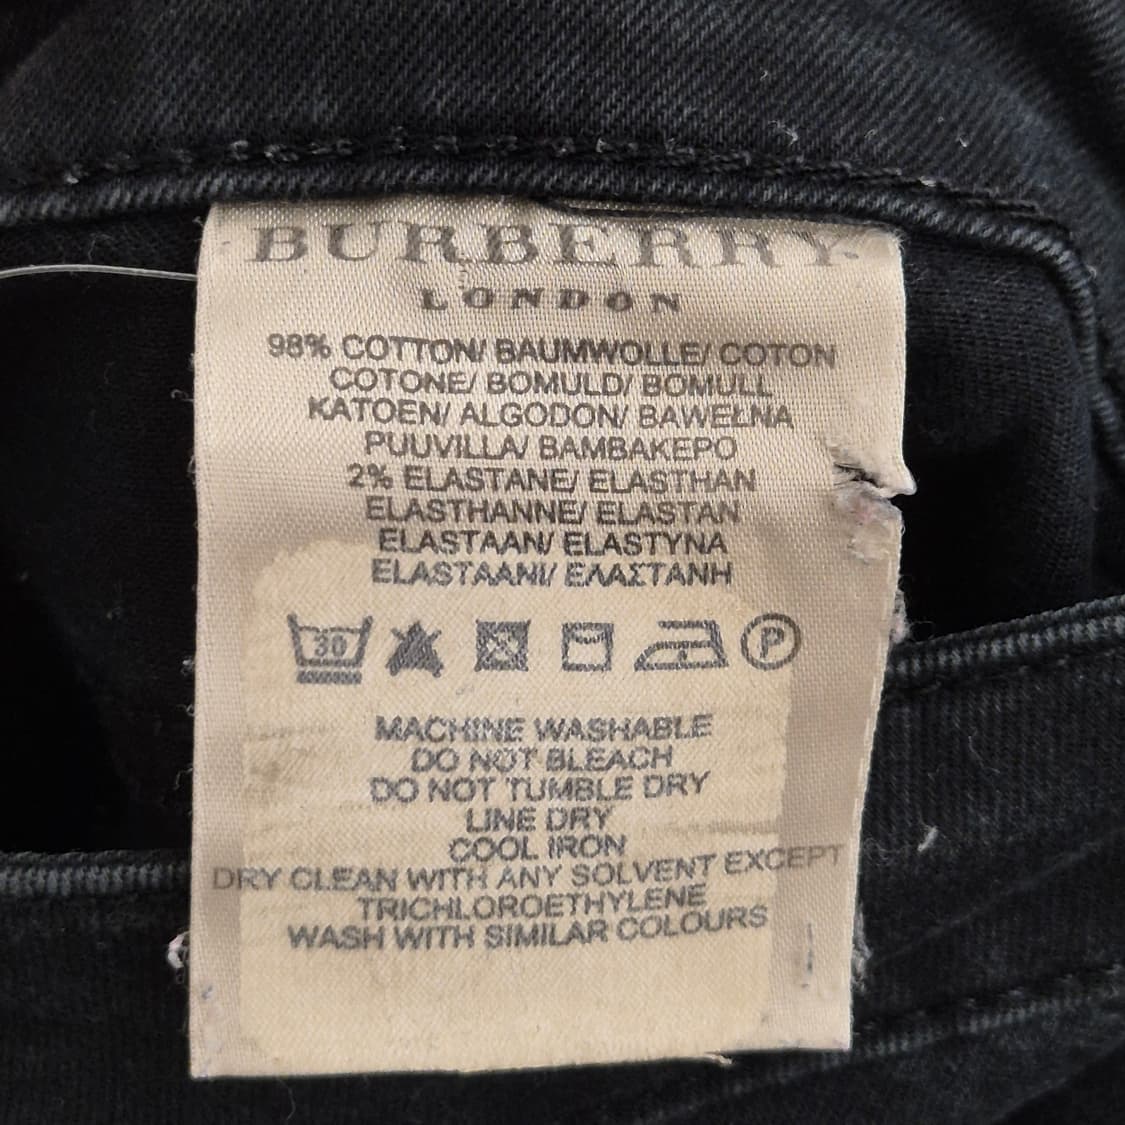 BURBERRY
LONDON
98% COTTON/ BAUMWOLLE/ COTON
COTONE/ BOMULD/ BOMULL
KATOEN/ ALGODON/ BAWEŁNA
PUUVILLA/ BAMBAKEPO
2% ELASTANE/ ELASTHAN
ELASTHANNE/ ELASTAN
ELASTAAN/ ELASTYNA
ELASTAANI/ ΕΛΑΣΤΑΝΗ
30 P
MACHINE WASHABLE
DO NOT BLEACH
DO NOT TUMBLE DRY
LINE DRY
COOL IRON
DRY CLEAN WITH ANY SOLVENT EXCEPT
TRICHLOROETHYLENE
WASH WITH SIMILAR COLOURS